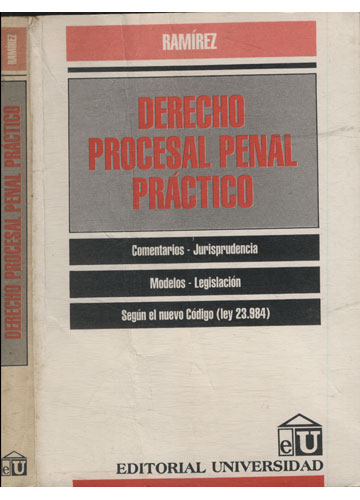 RAMÍREZ
DERECHO PROCESAL PENAL PRÁCTICO
eU
RAMÍREZ
DERECHO
PROCESAL PENAL
PRÁCTICO
Comentarios - Jurisprudencia
Modelos - Legislación
Según el nuevo Código (ley 23.984)
eU
EDITORIAL UNIVERSIDAD